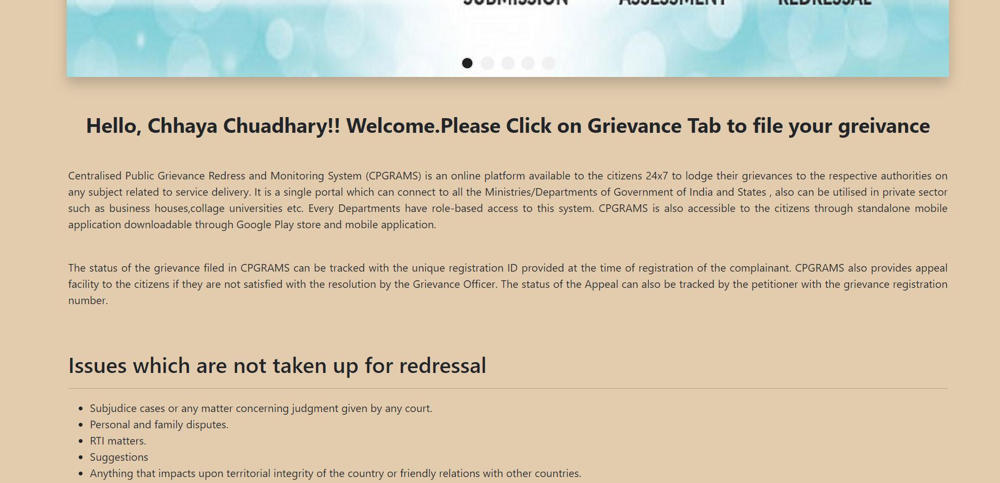 SUBMISSION ASSESSMENT REDRESSAL
Hello, Chhaya Chuadhary!! Welcome.Please Click on Grievance Tab to file your greivance
Centralised Public Grievance Redress and Monitoring System (CPGRAMS) is an online platform available to the citizens 24x7 to lodge their grievances to the respective authorities on
any subject related to service delivery. It is a single portal which can connect to all the Ministries/Departments of Government of India and States , also can be utilised in private sector
such as business houses,collage universities etc. Every Departments have role-based access to this system. CPGRAMS is also accessible to the citizens through standalone mobile
application downloadable through Google Play store and mobile application.
The status of the grievance filed in CPGRAMS can be tracked with the unique registration ID provided at the time of registration of the complainant. CPGRAMS also provides appeal
facility to the citizens if they are not satisfied with the resolution by the Grievance Officer. The status of the Appeal can also be tracked by the petitioner with the grievance registration
number.
Issues which are not taken up for redressal
• Subjudice cases or any matter concerning judgment given by any court.
• Personal and family disputes.
• RTI matters.
• Suggestions
• Anything that impacts upon territorial integrity of the country or friendly relations with other countries.